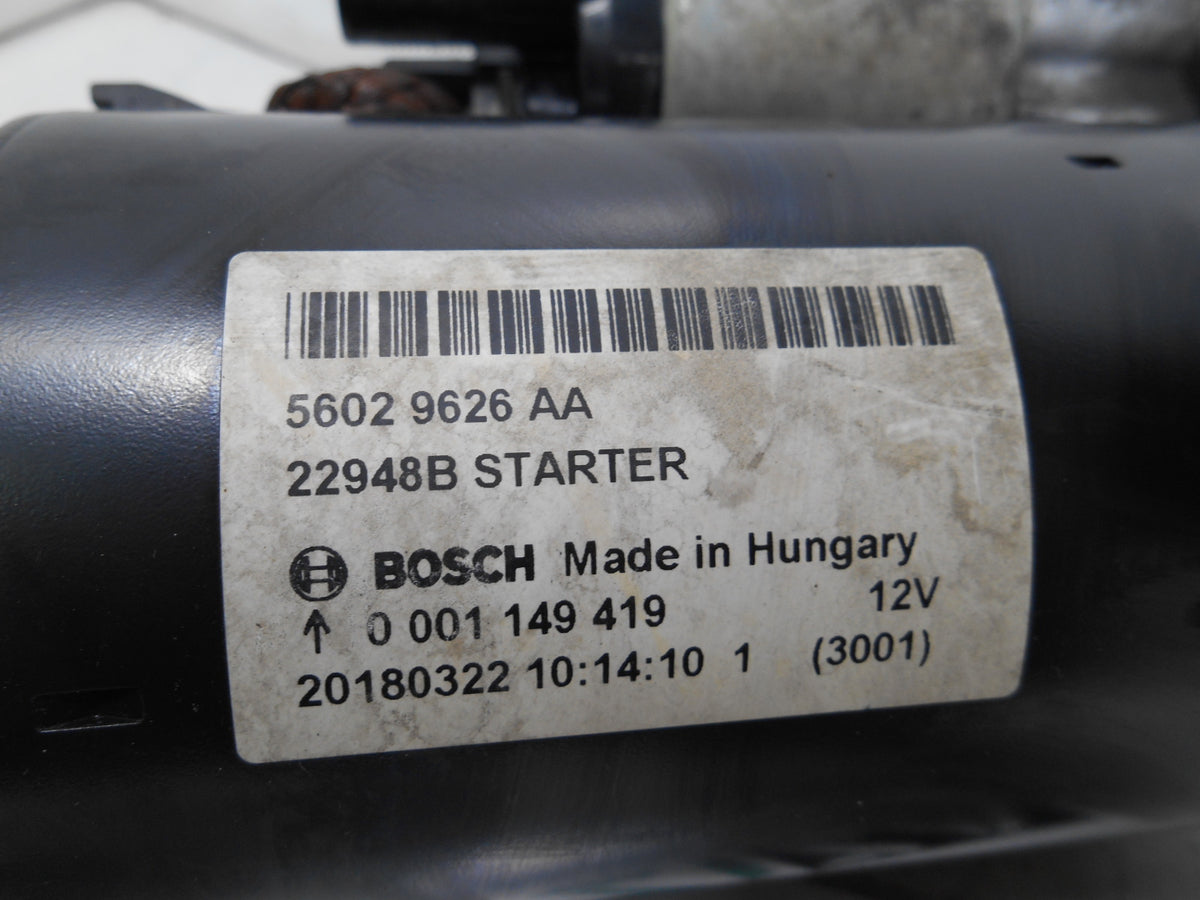 5602 9626 AA
22948B STARTER
BOSCH Made in Hungary
↑ 0 001 149 419 12V
20180322 10:14:10 1 (3001)